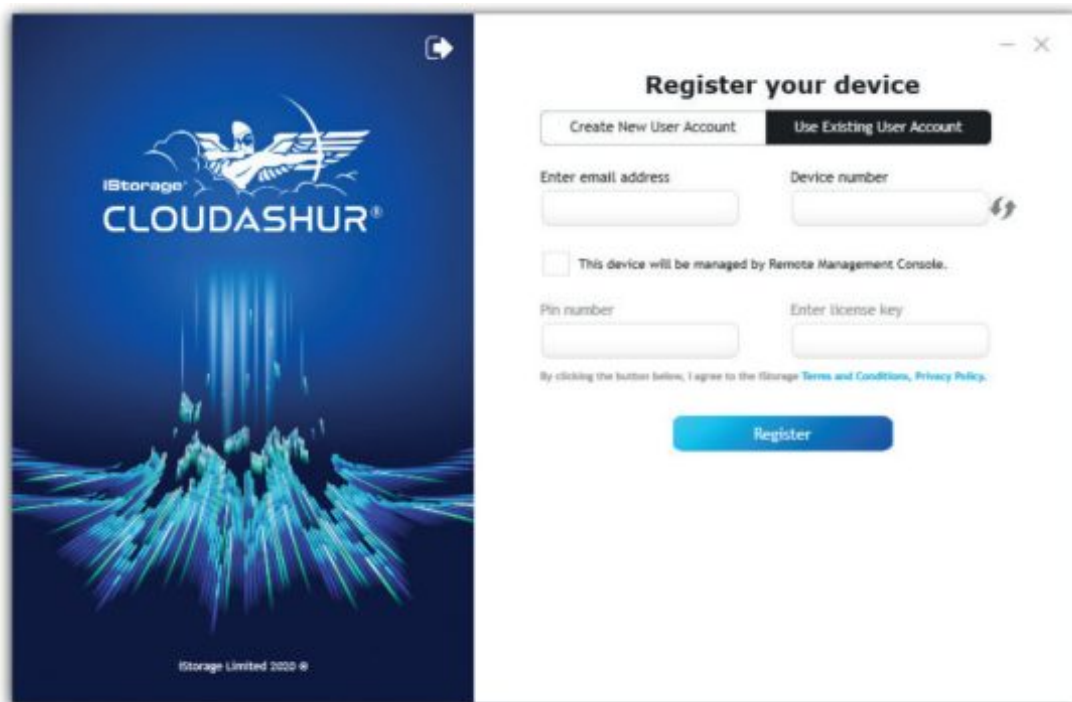 iStorage®
CLOUDASHUR®
iStorage Limited 2020 ®
Register your device
Create New User Account
Use Existing User Account
Enter email address
Device number
This device will be managed by Remote Management Console.
Pin number
Enter license key
By clicking the button below, I agree to the iStorage Terms and Conditions, Privacy Policy.
Register